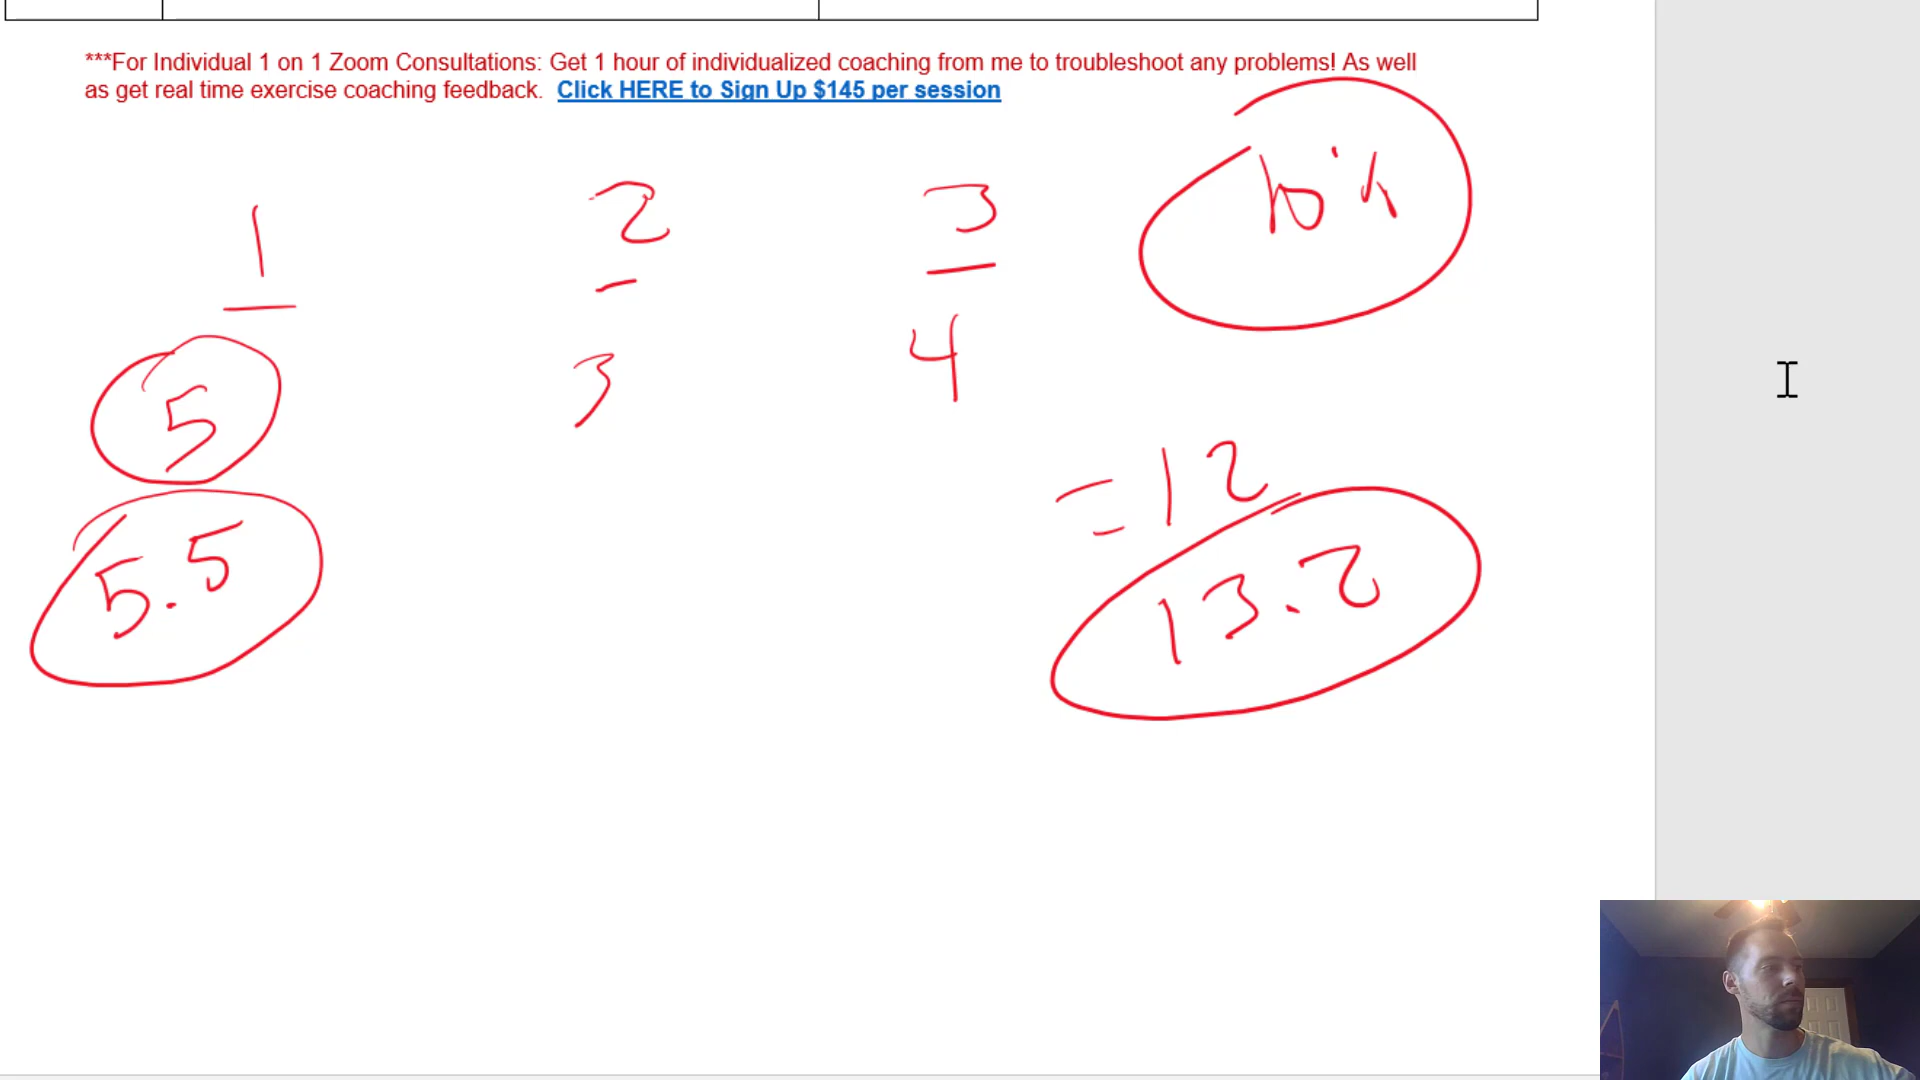 ***For Individual 1 on 1 Zoom Consultations: Get 1 hour of individualized coaching from me to troubleshoot any problems! As well
as get real time exercise coaching feedback. Click HERE to Sign Up $145 per session
1 2 3
10%
5 3 4
= 12
5.5 13.2